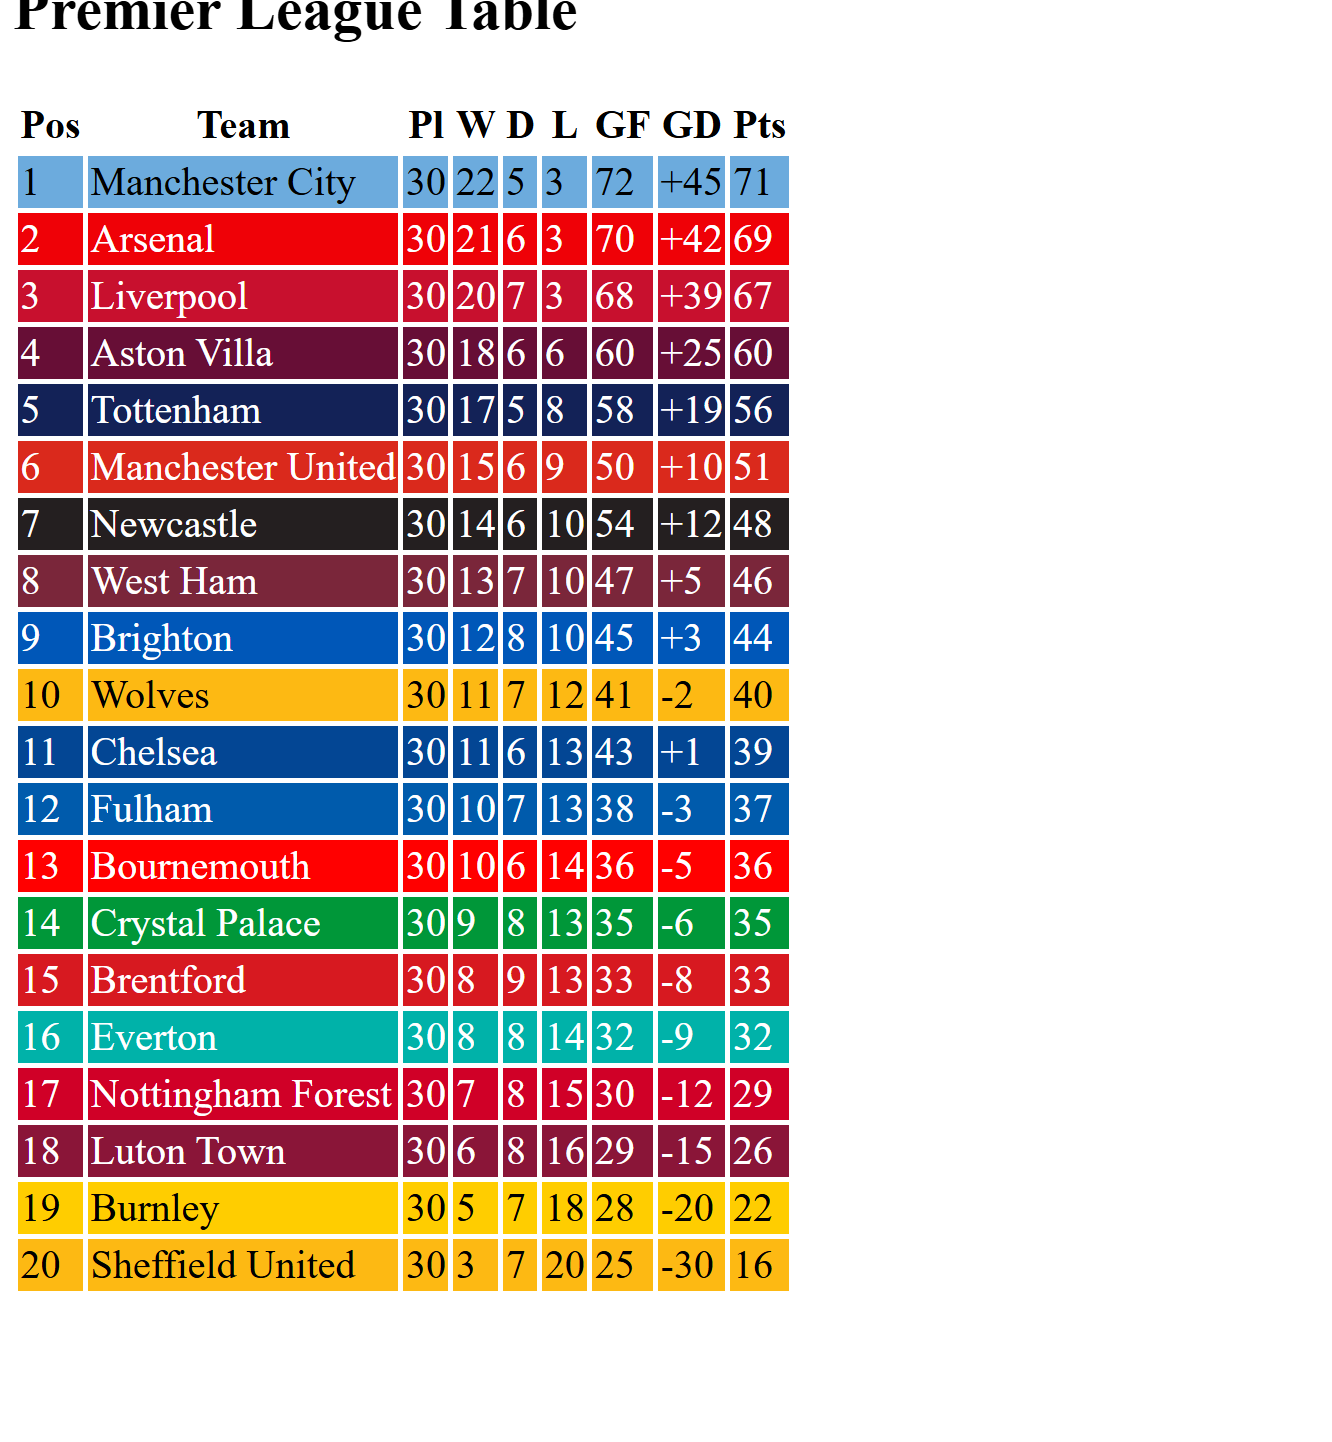 Premier League Table
Pos Team Pl W D L GF GD Pts
1 Manchester City 30 22 5 3 72 +45 71
2 Arsenal 30 21 6 3 70 +42 69
3 Liverpool 30 20 7 3 68 +39 67
4 Aston Villa 30 18 6 6 60 +25 60
5 Tottenham 30 17 5 8 58 +19 56
6 Manchester United 30 15 6 9 50 +10 51
7 Newcastle 30 14 6 10 54 +12 48
8 West Ham 30 13 7 10 47 +5 46
9 Brighton 30 12 8 10 45 +3 44
10 Wolves 30 11 7 12 41 -2 40
11 Chelsea 30 11 6 13 43 +1 39
12 Fulham 30 10 7 13 38 -3 37
13 Bournemouth 30 10 6 14 36 -5 36
14 Crystal Palace 30 9 8 13 35 -6 35
15 Brentford 30 8 9 13 33 -8 33
16 Everton 30 8 8 14 32 -9 32
17 Nottingham Forest 30 7 8 15 30 -12 29
18 Luton Town 30 6 8 16 29 -15 26
19 Burnley 30 5 7 18 28 -20 22
20 Sheffield United 30 3 7 20 25 -30 16